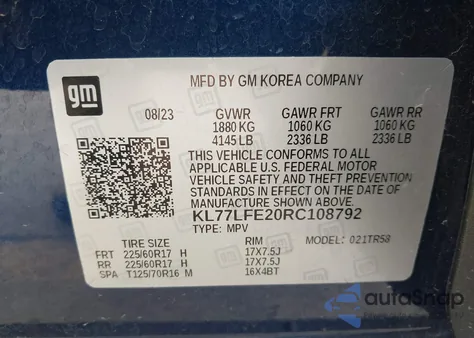 gm
MFD BY GM KOREA COMPANY
08/23 GVWR GAWR FRT GAWR RR
1880 KG 1060 KG 1060 KG
4145 LB 2336 LB 2336 LB
THIS VEHICLE CONFORMS TO ALL
APPLICABLE U.S. FEDERAL MOTOR
VEHICLE SAFETY AND THEFT PREVENTION
STANDARDS IN EFFECT ON THE DATE OF
MANUFACTURE SHOWN ABOVE.
KL77LFE20RC108792
TYPE: MPV
TIRE SIZE RIM MODEL: 021TR58
FRT 225/60R17 H 17X7.5J
RR 225/60R17 H 17X7.5J
SPA T125/70R16 M 16X4BT
autoSnap